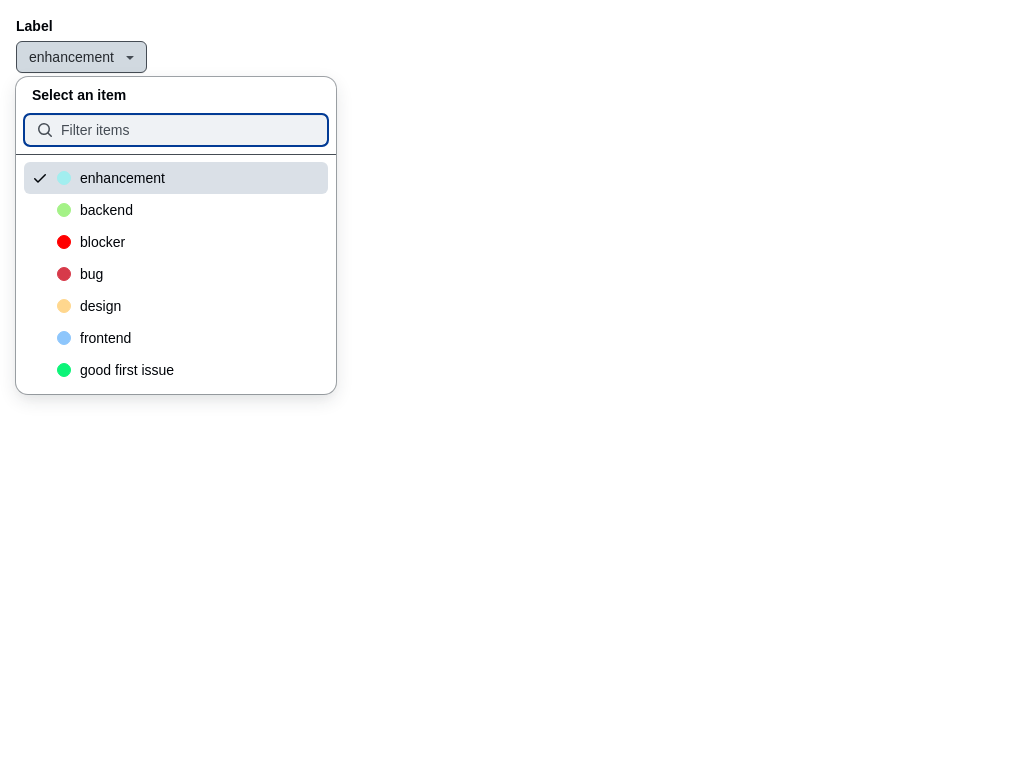 Label
enhancement
Select an item
Filter items
enhancement
backend
blocker
bug
design
frontend
good first issue